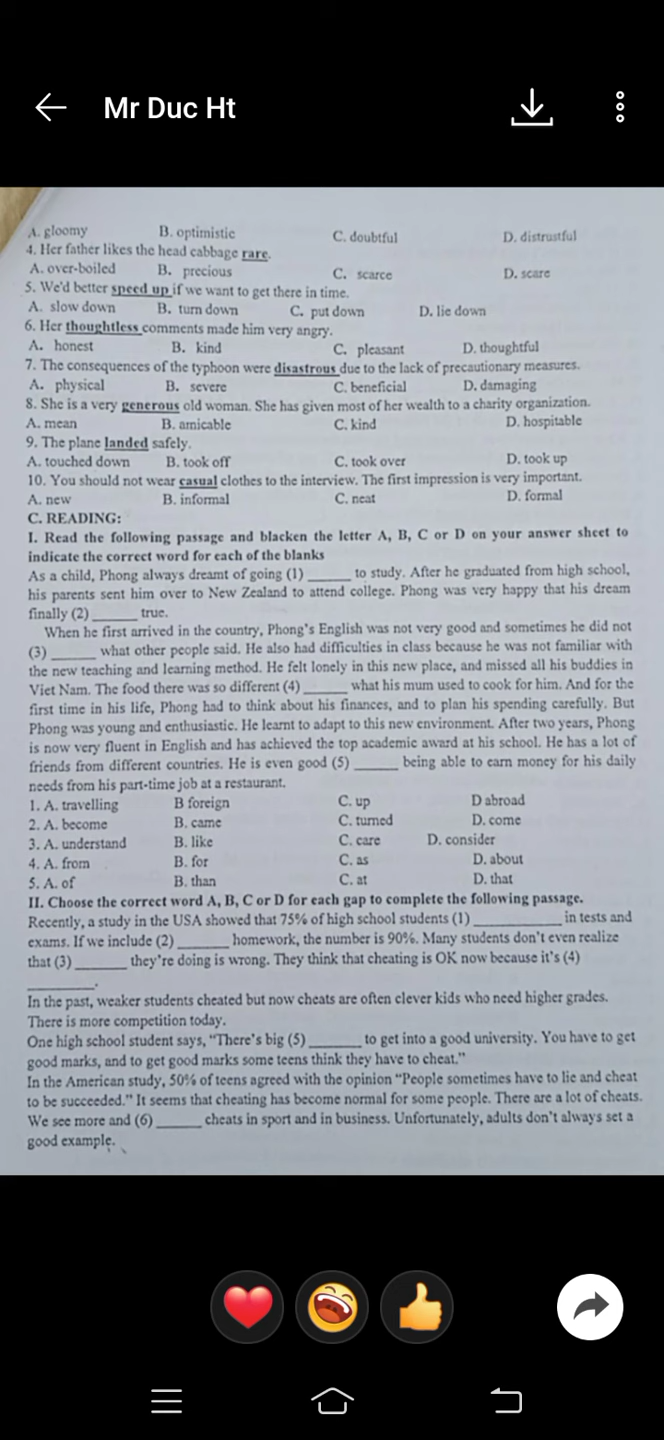 Mr Duc Ht
A. gloomy B. optimistic C. doubtful D. distrustful
4. Her father likes the head cabbage rare.
A. over-boiled B. precious C. scarce D. scare
5. We'd better speed up if we want to get there in time.
A. slow down B. turn down C. put down D. lie down
6. Her thoughtless comments made him very angry.
A. honest B. kind C. pleasant D. thoughtful
7. The consequences of the typhoon were disastrous due to the lack of precautionary measures.
A. physical B. severe C. beneficial D. damaging
8. She is a very generous old woman. She has given most of her wealth to a charity organization.
A. mean B. amicable C. kind D. hospitable
9. The plane landed safely.
A. touched down B. took off C. took over D. took up
10. You should not wear casual clothes to the interview. The first impression is very important.
A. new B. informal C. neat D. formal
C. READING:
I. Read the following passage and blacken the letter A, B, C or D on your answer sheet to
indicate the correct word for each of the blanks
As a child, Phong always dreamt of going (1) ______ to study. After he graduated from high school,
his parents sent him over to New Zealand to attend college. Phong was very happy that his dream
finally (2) ______ true.
When he first arrived in the country, Phong's English was not very good and sometimes he did not
(3) ______ what other people said. He also had difficulties in class because he was not familiar with
the new teaching and learning method. He felt lonely in this new place, and missed all his buddies in
Viet Nam. The food there was so different (4) ______ what his mum used to cook for him. And for the
first time in his life, Phong had to think about his finances, and to plan his spending carefully. But
Phong was young and enthusiastic. He learnt to adapt to this new environment. After two years, Phong
is now very fluent in English and has achieved the top academic award at his school. He has a lot of
friends from different countries. He is even good (5) ______ being able to earn money for his daily
needs from his part-time job at a restaurant.
1. A. travelling B foreign C. up D abroad
2. A. become B. came C. turned D. come
3. A. understand B. like C. care D. consider
4. A. from B. for C. as D. about
5. A. of B. than C. at D. that
II. Choose the correct word A, B, C or D for each gap to complete the following passage.
Recently, a study in the USA showed that 75% of high school students (1) ____________ in tests and
exams. If we include (2) _______ homework, the number is 90%. Many students don't even realize
that (3) _______ they're doing is wrong. They think that cheating is OK now because it's (4)
_________.
In the past, weaker students cheated but now cheats are often clever kids who need higher grades.
There is more competition today.
One high school student says, "There's big (5) _______ to get into a good university. You have to get
good marks, and to get good marks some teens think they have to cheat."
In the American study, 50% of teens agreed with the opinion "People sometimes have to lie and cheat
to be succeeded." It seems that cheating has become normal for some people. There are a lot of cheats.
We see more and (6) ______ cheats in sport and in business. Unfortunately, adults don't always set a
good example.